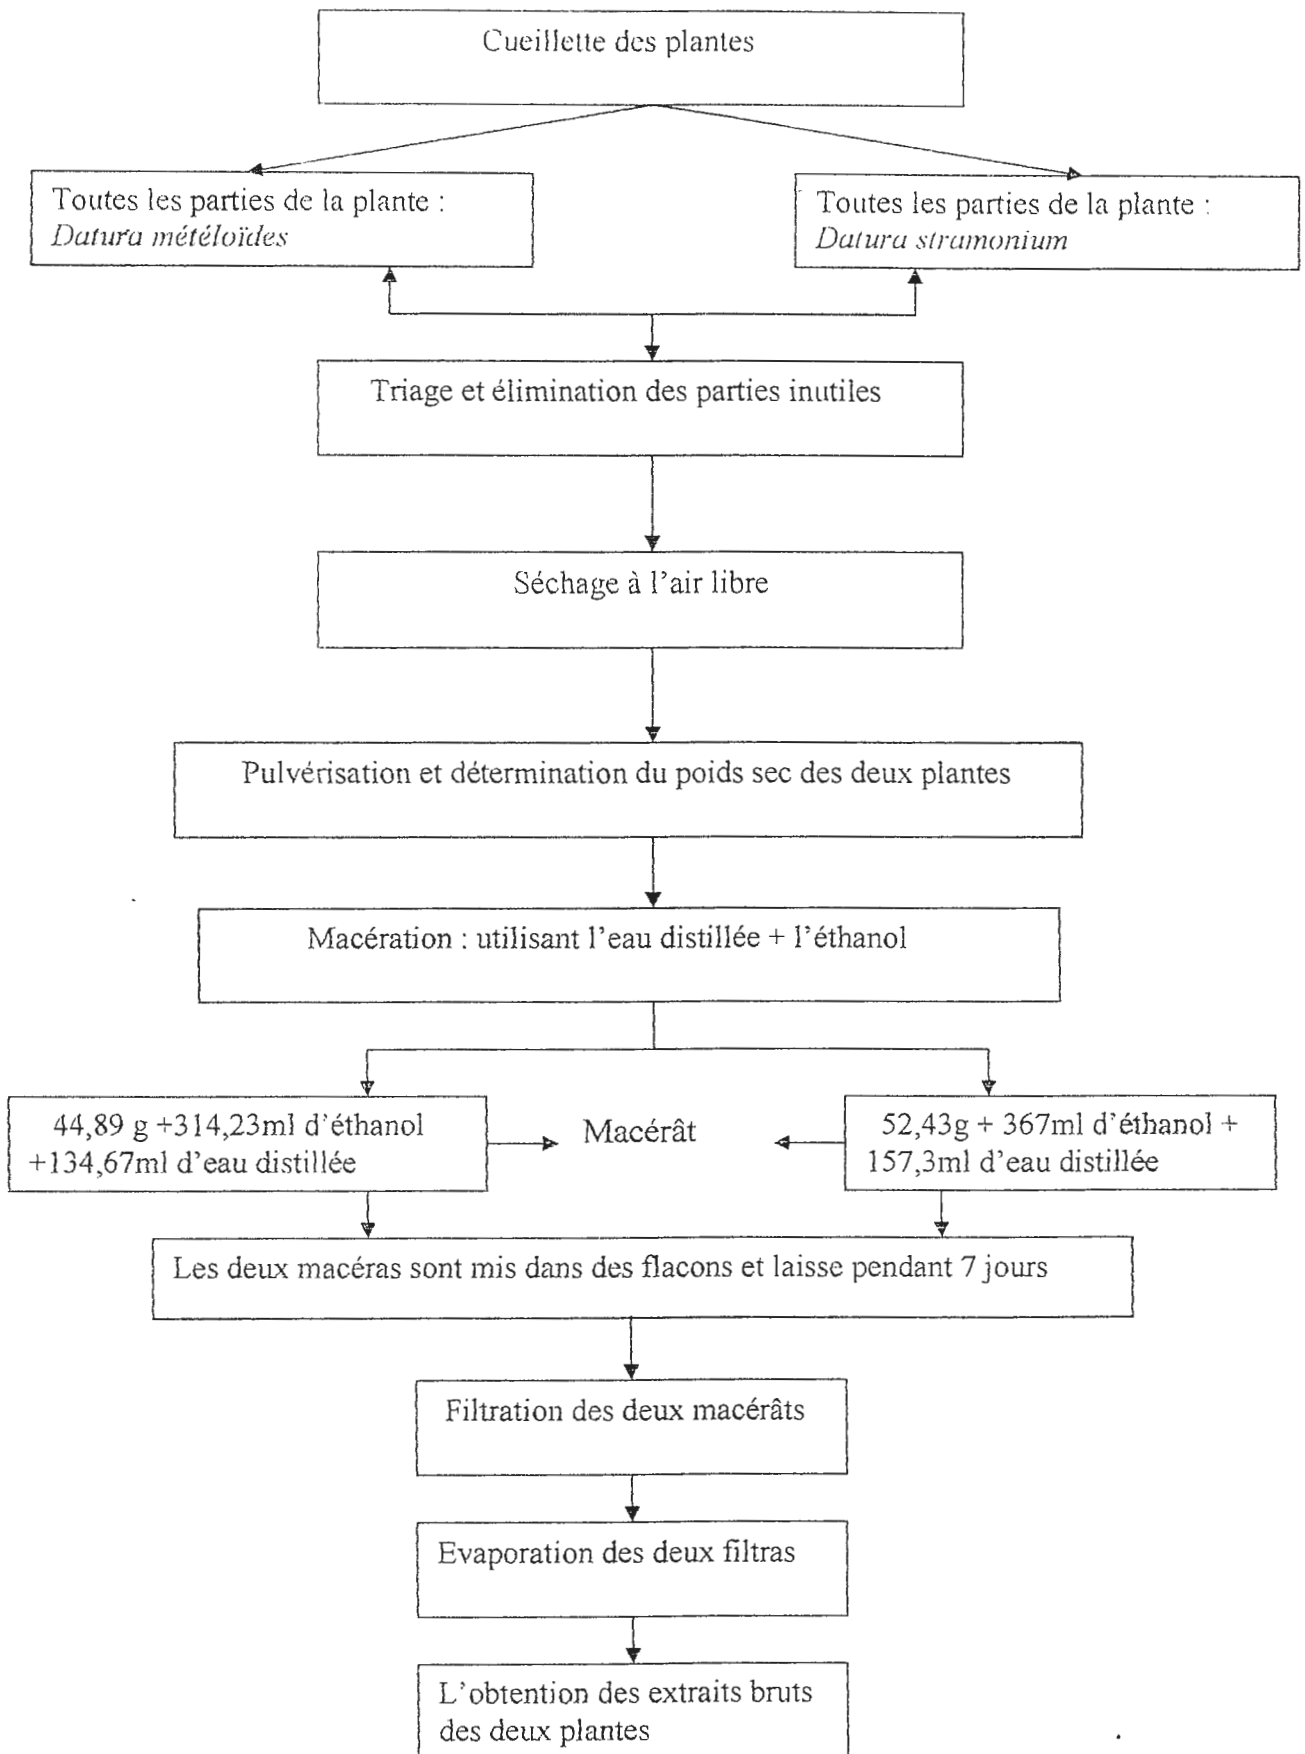 Cueillette des plantes
Toutes les parties de la plante :
Datura météloïdes
Toutes les parties de la plante :
Datura stramonium
Triage et élimination des parties inutiles
Séchage à l'air libre
Pulvérisation et détermination du poids sec des deux plantes
Macération : utilisant l'eau distillée + l'éthanol
44,89 g +314,23ml d'éthanol
+134,67ml d'eau distillée
Macérât
52,43g + 367ml d'éthanol +
157,3ml d'eau distillée
Les deux macéras sont mis dans des flacons et laisse pendant 7 jours
Filtration des deux macérâts
Evaporation des deux filtras
L'obtention des extraits bruts
des deux plantes